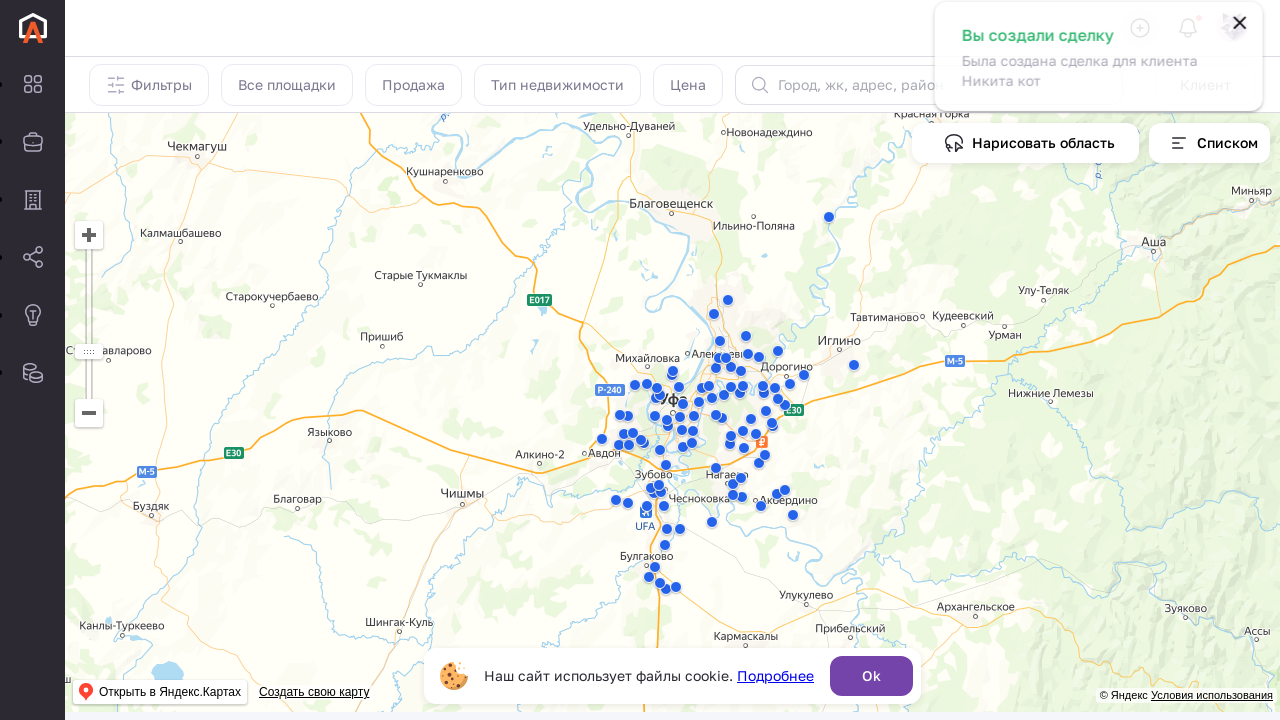 Вы создали сделку
Была создана сделка для клиента
Никита кот
Фильтры
Все площадки
Продажа
Тип недвижимости
Цена
Город, жк, адрес, район
Клиент
Нарисовать область
Списком
Удельно-Дуваней
Новонадеждино
Красная Горка
Чекмагуш
Кушнаренково
Благовещенск
Миньяр
Ильино-Поляна
Калмашбаево
Аша
Старые Тукмаклы
Старокучербаево
E017
Улу-Теляк
Тавтиманово
Кудеевский
Урман
Пришиб
Иглино
Михайловка
М-5
Дорогино
Р-240
Уфа
Нижние Лемезы
E30
Языково
М-5
E30
Алкино-2
Авдон
Зубово
Нагаево
Чишмы
Благовар
Чесноковка
Акбердино
Буздяк
UFA
Булгаково
Улукулево
Архангельское
Зуяково
Канлы-Туркеево
Шингак-Куль
Прибельский
Кармаскалы
Ассы
Наш сайт использует файлы cookie. Подробнее
Ok
Открыть в Яндекс.Картах
Создать свою карту
© Яндекс Условия использования